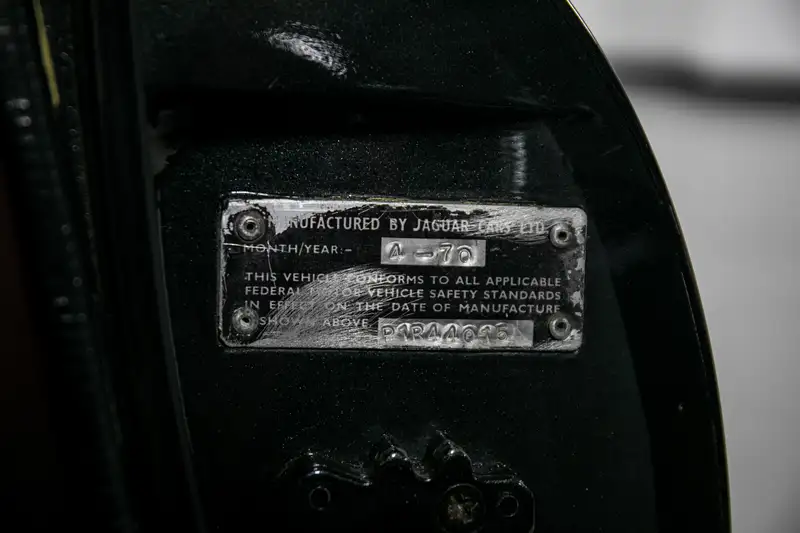 MANUFACTURED BY JAGUAR CARS LTD.
MONTH/YEAR:- 4-70
THIS VEHICLE CONFORMS TO ALL APPLICABLE
FEDERAL MOTOR VEHICLE SAFETY STANDARDS
IN EFFECT ON THE DATE OF MANUFACTURE
SHOWN ABOVE